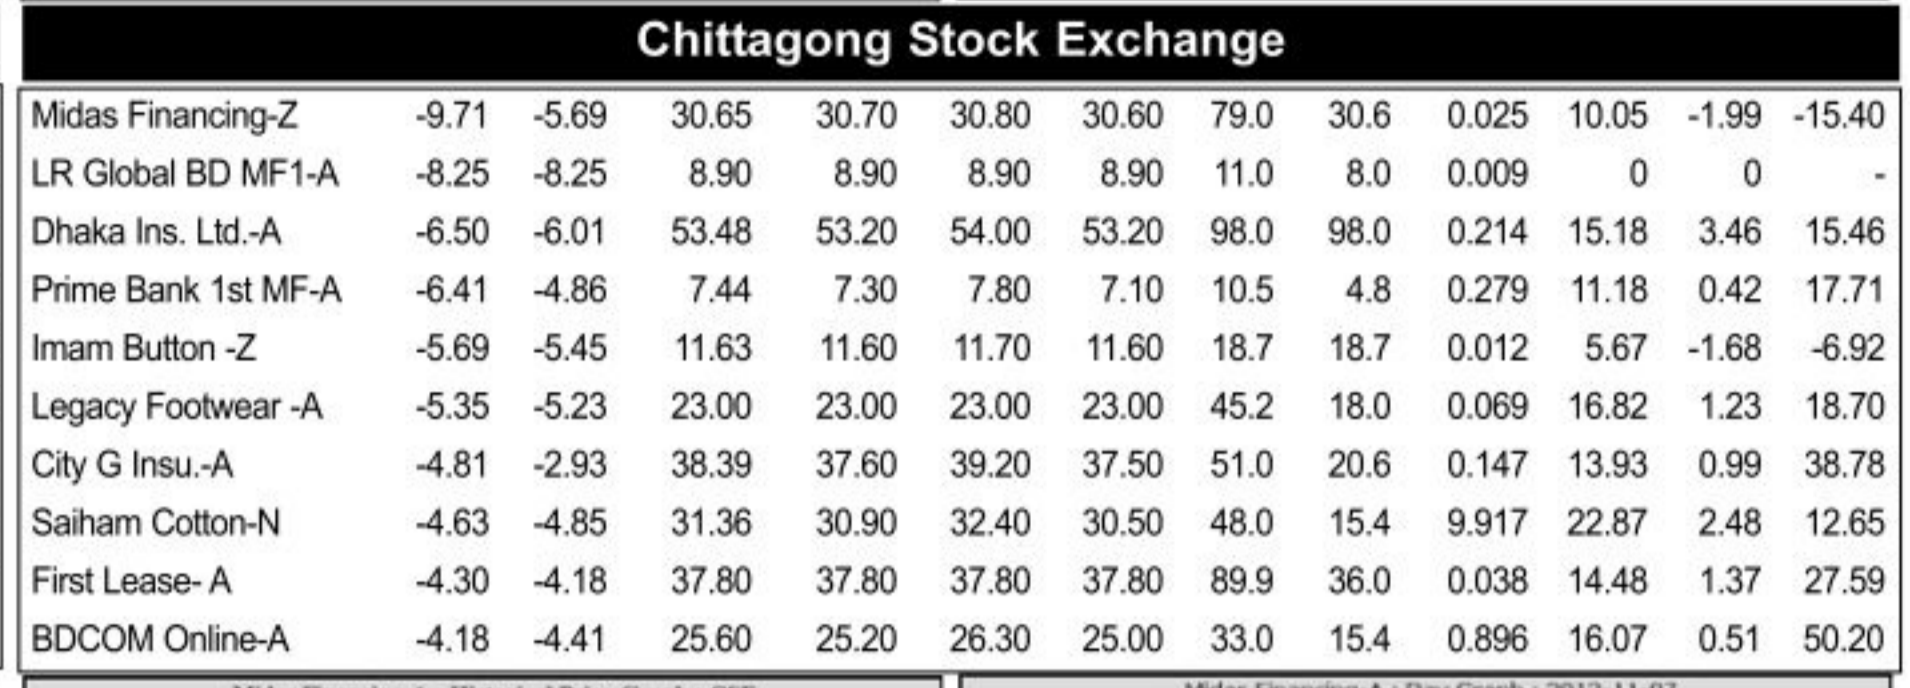 Chittagong Stock Exchange
Midas Financing-Z -9.71 -5.69 30.65 30.70 30.80 30.60 79.0 30.6 0.025 10.05 -1.99 -15.40
LR Global BD MF1-A -8.25 -8.25 8.90 8.90 8.90 8.90 11.0 8.0 0.009 0 0 -
Dhaka Ins. Ltd.-A -6.50 -6.01 53.48 53.20 54.00 53.20 98.0 98.0 0.214 15.18 3.46 15.46
Prime Bank 1st MF-A -6.41 -4.86 7.44 7.30 7.80 7.10 10.5 4.8 0.279 11.18 0.42 17.71
Imam Button -Z -5.69 -5.45 11.63 11.60 11.70 11.60 18.7 18.7 0.012 5.67 -1.68 -6.92
Legacy Footwear -A -5.35 -5.23 23.00 23.00 23.00 23.00 45.2 18.0 0.069 16.82 1.23 18.70
City G Insu.-A -4.81 -2.93 38.39 37.60 39.20 37.50 51.0 20.6 0.147 13.93 0.99 38.78
Saiham Cotton-N -4.63 -4.85 31.36 30.90 32.40 30.50 48.0 15.4 9.917 22.87 2.48 12.65
First Lease- A -4.30 -4.18 37.80 37.80 37.80 37.80 89.9 36.0 0.038 14.48 1.37 27.59
BDCOM Online-A -4.18 -4.41 25.60 25.20 26.30 25.00 33.0 15.4 0.896 16.07 0.51 50.20